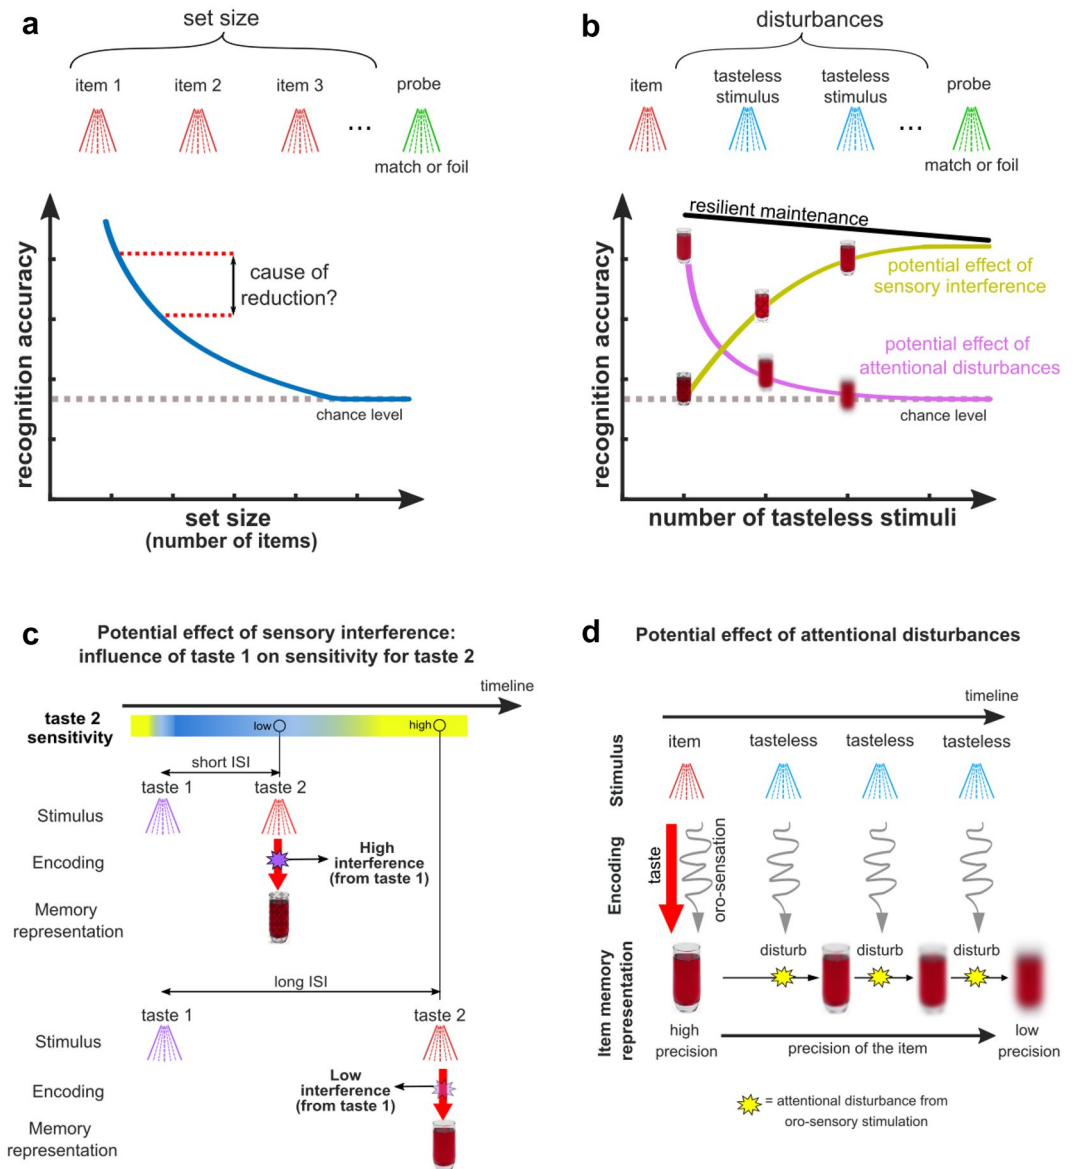 a
set size
item 1 item 2 item 3 probe
...
match or foil
recognition accuracy
cause of
reduction?
chance level
set size
(number of items)
b
disturbances
item tasteless stimulus tasteless stimulus probe
...
match or foil
recognition accuracy
resilient maintenance
potential effect of
sensory interference
potential effect of
attentional disturbances
chance level
number of tasteless stimuli
c
Potential effect of sensory interference:
influence of taste 1 on sensitivity for taste 2
timeline
taste 2
sensitivity
low
high
short ISI
taste 1 taste 2
Stimulus
Encoding
High
interference
(from taste 1)
Memory
representation
long ISI
taste 1 taste 2
Stimulus
Encoding
Low
interference
(from taste 1)
Memory
representation
d
Potential effect of attentional disturbances
timeline
item tasteless tasteless tasteless
Stimulus
Encoding
taste
oro-sensation
Item memory
representation
disturb disturb disturb
high
precision
precision of the item
low
precision
= attentional disturbance from
oro-sensory stimulation